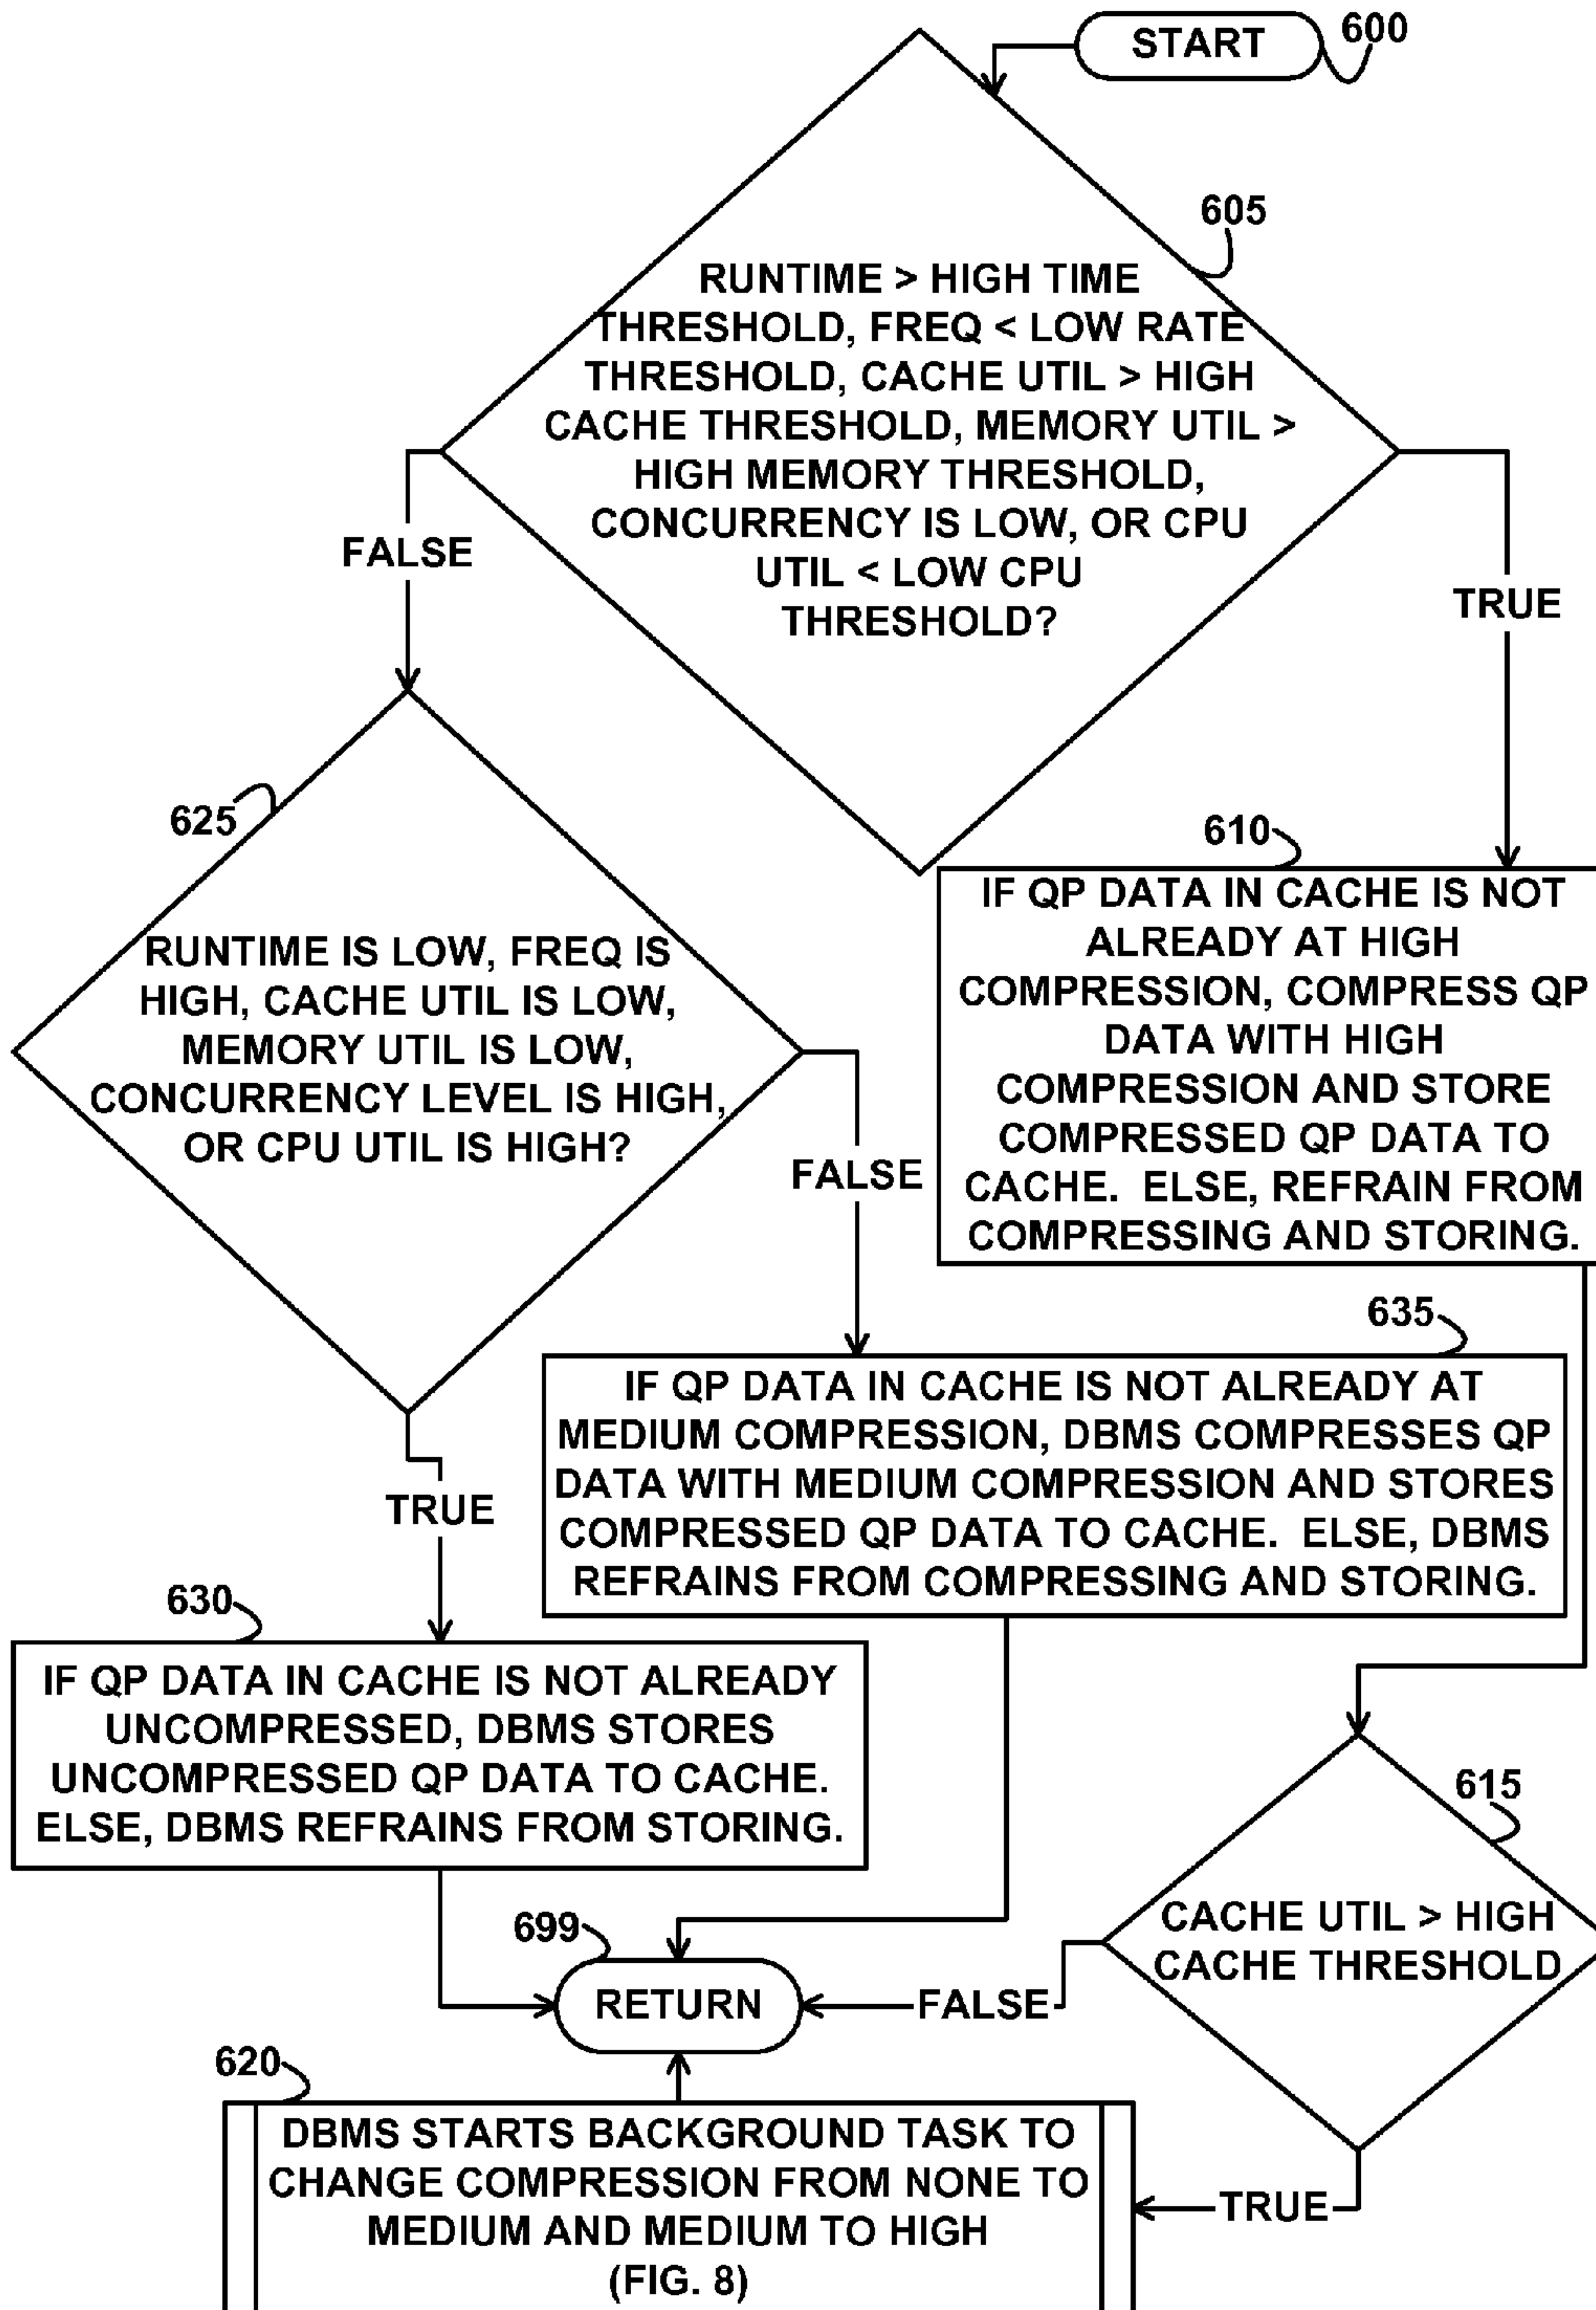 START
600
605
RUNTIME > HIGH TIME
THRESHOLD, FREQ < LOW RATE
THRESHOLD, CACHE UTIL > HIGH
CACHE THRESHOLD, MEMORY UTIL >
HIGH MEMORY THRESHOLD,
CONCURRENCY IS LOW, OR CPU
UTIL < LOW CPU
THRESHOLD?
FALSE
TRUE
625
RUNTIME IS LOW, FREQ IS
HIGH, CACHE UTIL IS LOW,
MEMORY UTIL IS LOW,
CONCURRENCY LEVEL IS HIGH,
OR CPU UTIL IS HIGH?
610
IF QP DATA IN CACHE IS NOT
ALREADY AT HIGH
COMPRESSION, COMPRESS QP
DATA WITH HIGH
COMPRESSION AND STORE
COMPRESSED QP DATA TO
CACHE. ELSE, REFRAIN FROM
COMPRESSING AND STORING.
FALSE
635
IF QP DATA IN CACHE IS NOT ALREADY AT
MEDIUM COMPRESSION, DBMS COMPRESSES QP
DATA WITH MEDIUM COMPRESSION AND STORES
COMPRESSED QP DATA TO CACHE. ELSE, DBMS
REFRAINS FROM COMPRESSING AND STORING.
TRUE
630
IF QP DATA IN CACHE IS NOT ALREADY
UNCOMPRESSED, DBMS STORES
UNCOMPRESSED QP DATA TO CACHE.
ELSE, DBMS REFRAINS FROM STORING.
615
CACHE UTIL > HIGH
CACHE THRESHOLD
699
RETURN
FALSE
620
DBMS STARTS BACKGROUND TASK TO
CHANGE COMPRESSION FROM NONE TO
MEDIUM AND MEDIUM TO HIGH
(FIG. 8)
TRUE